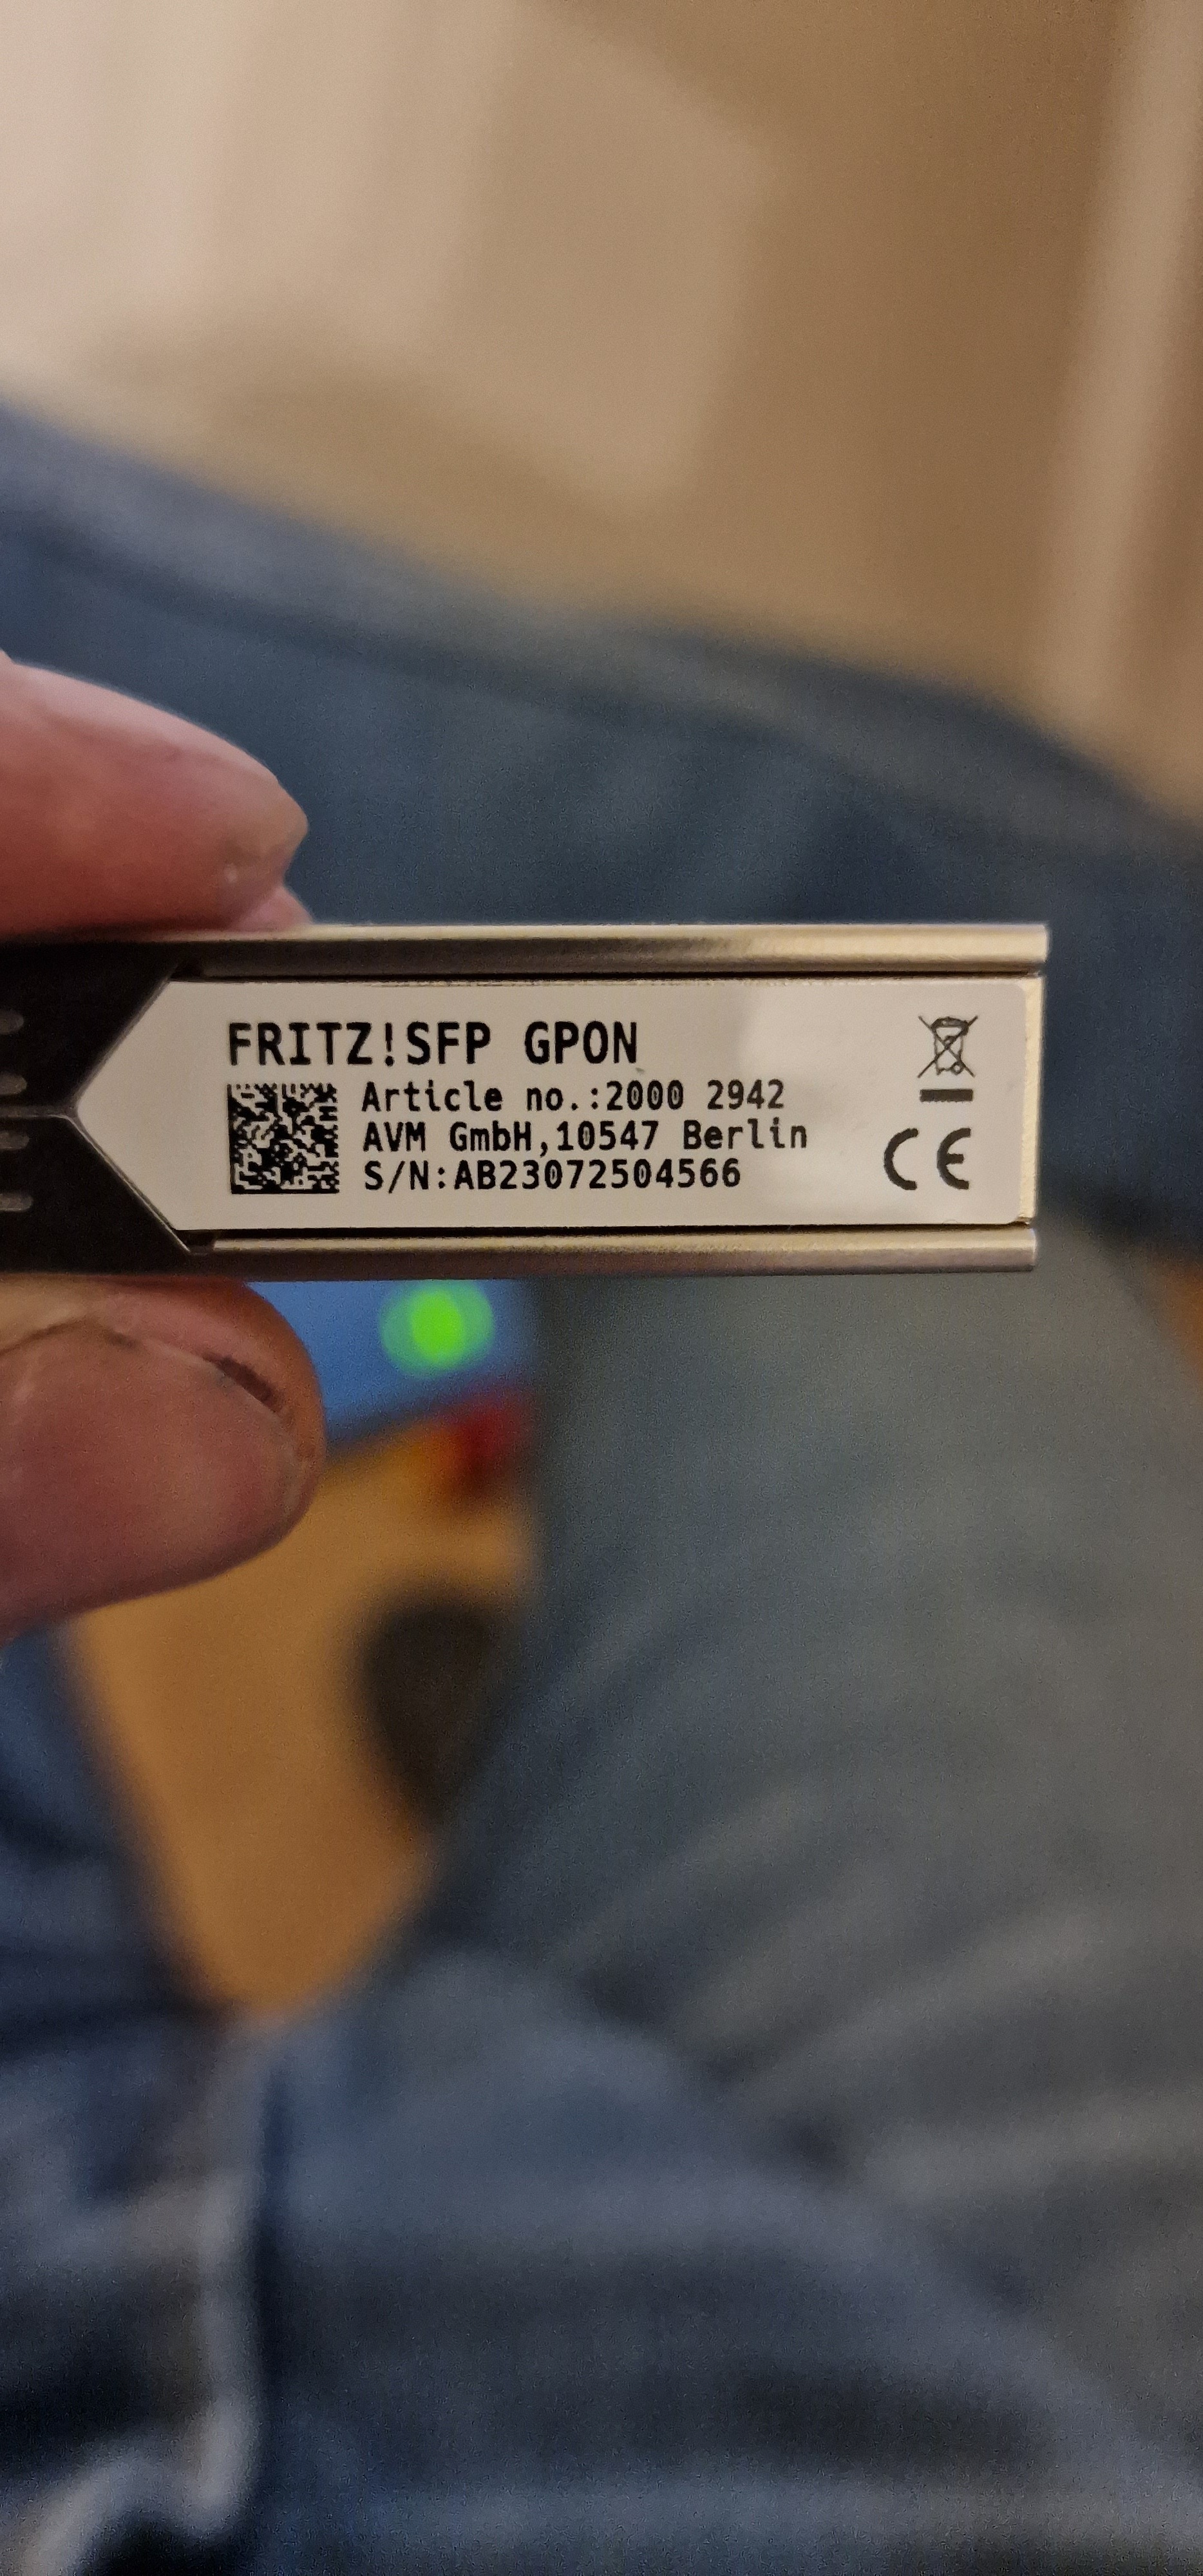 FRITZ!SFP GPON
Article no.:2000 2942
AVM GmbH,10547 Berlin
S/N:AB23072504566
CE